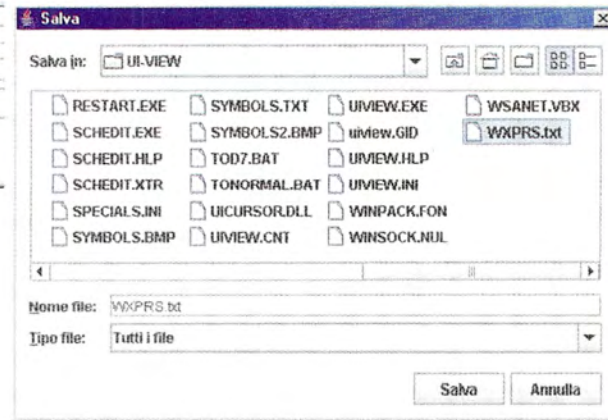 Salva
Salva in: UI-VIEW
RESTART.EXE SYMBOLS.TXT UIVIEW.EXE WSANET.VBX
SCHEDIT.EXE SYMBOLS2.BMP uiview.GID WXPRS.txt
SCHEDIT.HLP TOD7.BAT UIVIEW.HLP
SCHEDIT.XTR TONORMAL.BAT UIVIEW.INI
SPECIALS.INI UICURSOR.DLL WINPACK.FON
SYMBOLS.BMP UIVIEW.CNT WINSOCK.NUL
Nome file: WXPRS.txt
Tipo file: Tutti i file
Salva Annulla